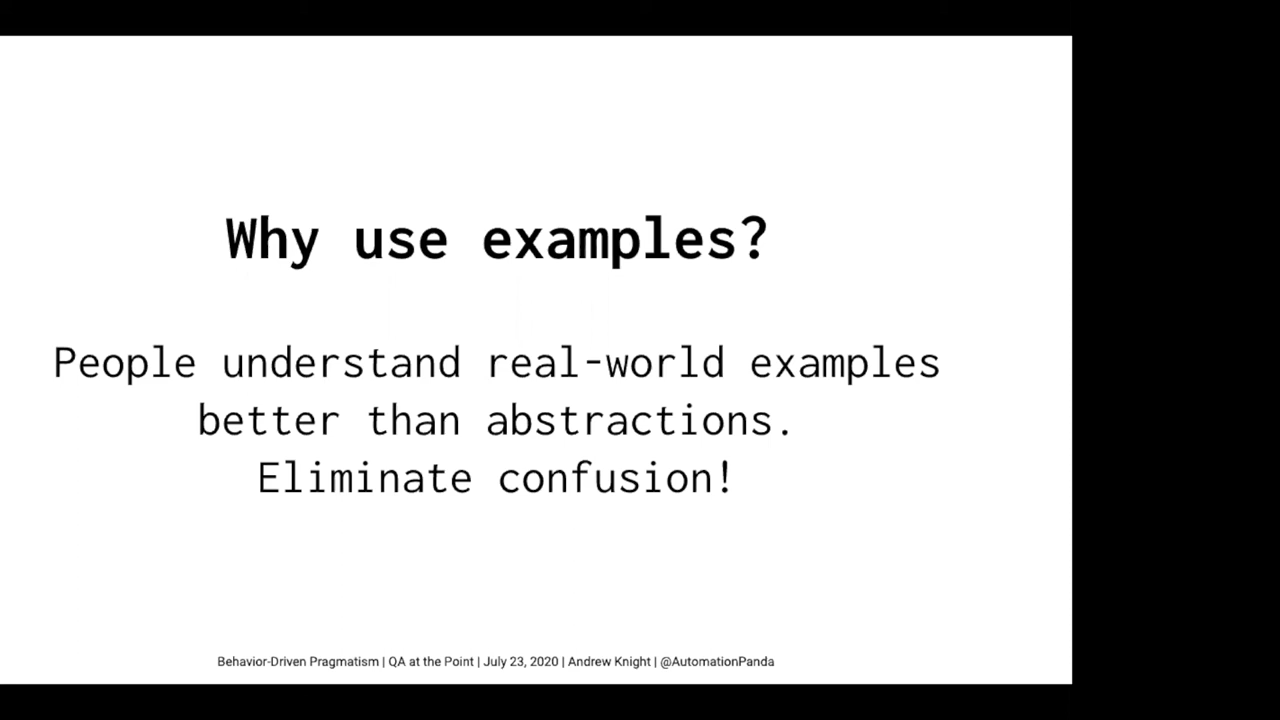 Why use examples?
People understand real-world examples
better than abstractions.
Eliminate confusion!
Behavior-Driven Pragmatism | QA at the Point | July 23, 2020 | Andrew Knight | @AutomationPanda